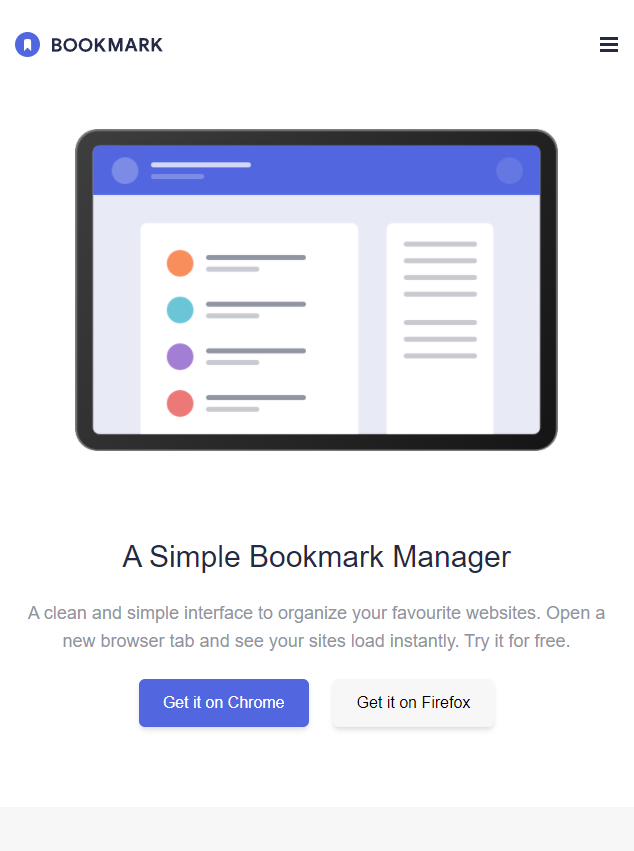 BOOKMARK
A Simple Bookmark Manager
A clean and simple interface to organize your favourite websites. Open a
new browser tab and see your sites load instantly. Try it for free.
Get it on Chrome
Get it on Firefox